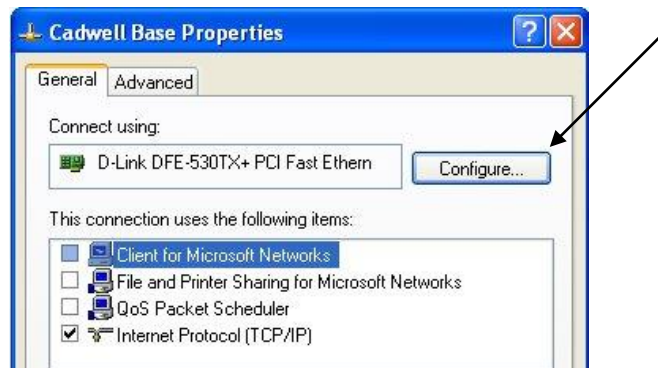 Cadwell Base Properties
General Advanced
Connect using:
D-Link DFE-530TX+ PCI Fast Ethern
Configure...
This connection uses the following items:
Client for Microsoft Networks
File and Printer Sharing for Microsoft Networks
QoS Packet Scheduler
Internet Protocol (TCP/IP)